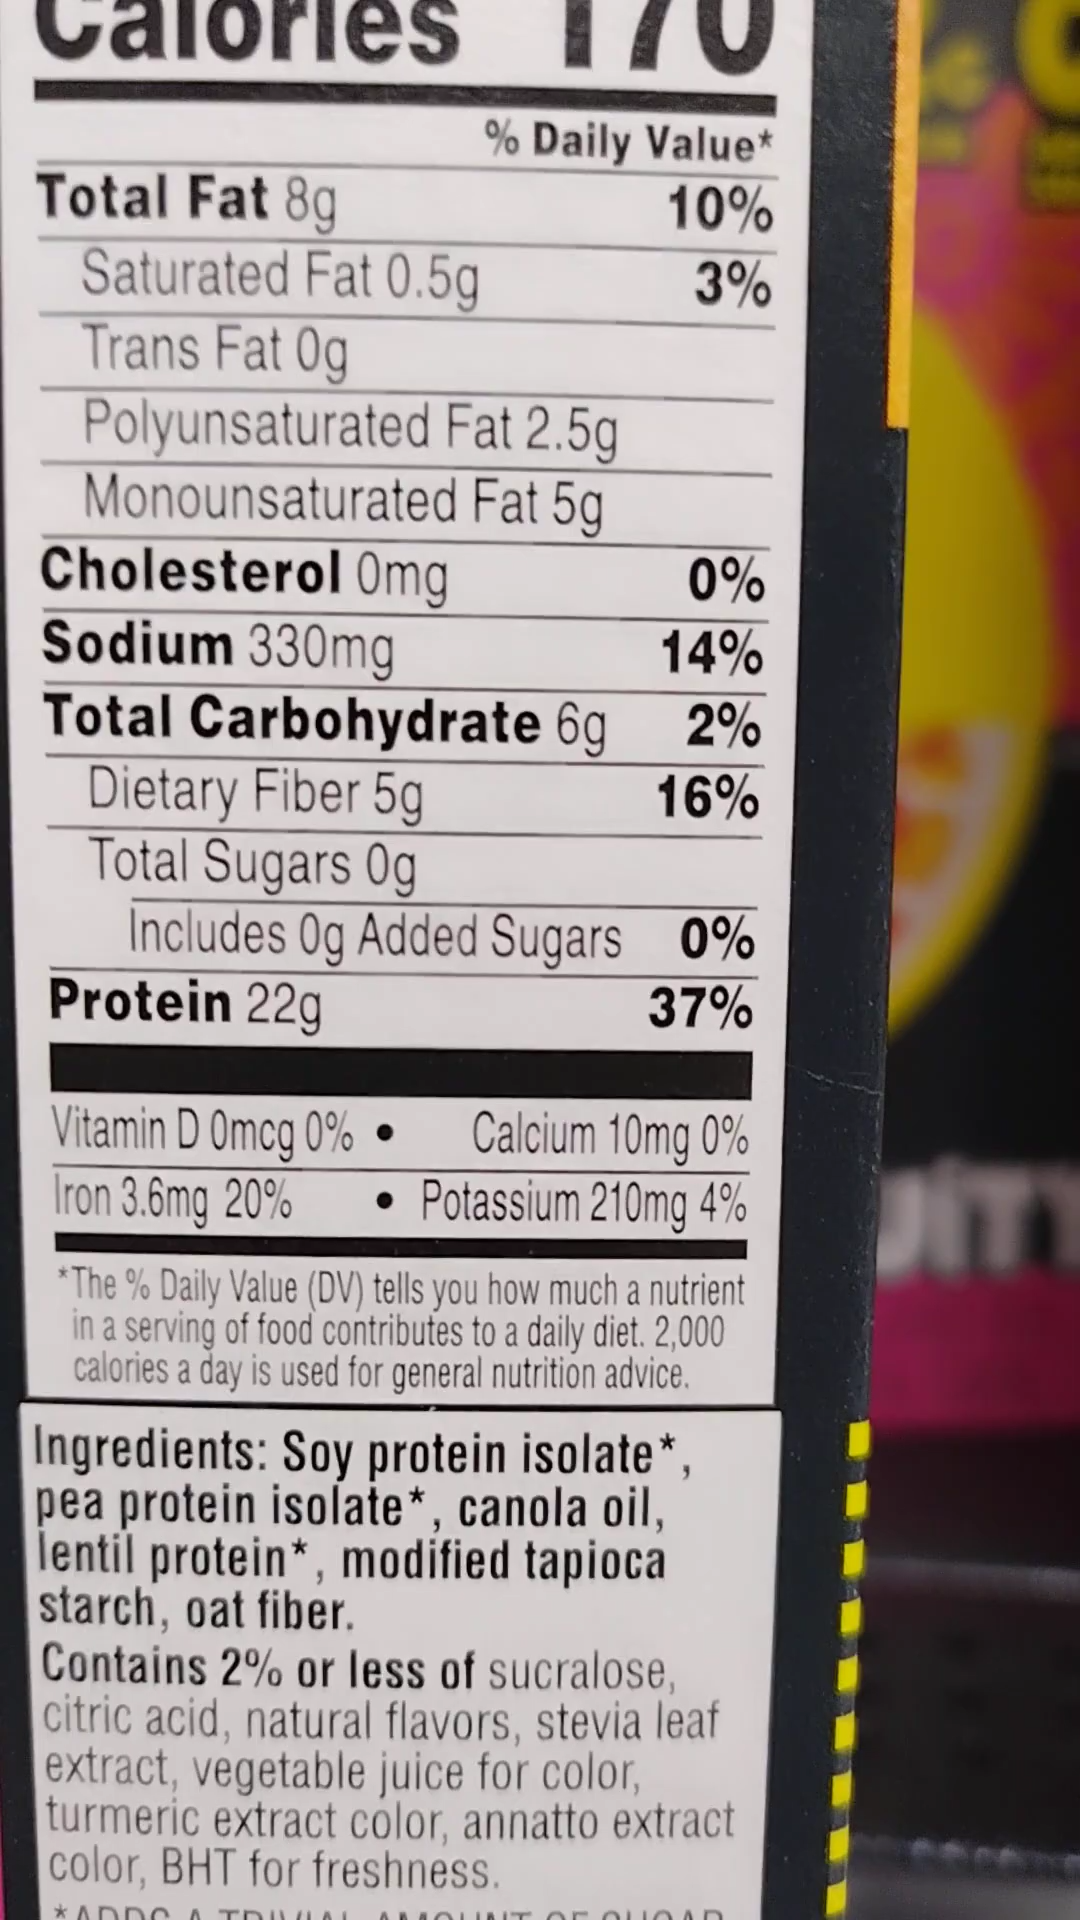 Calories 170
% Daily Value*
Total Fat 8g 10%
Saturated Fat 0.5g 3%
Trans Fat 0g
Polyunsaturated Fat 2.5g
Monounsaturated Fat 5g
Cholesterol 0mg 0%
Sodium 330mg 14%
Total Carbohydrate 6g 2%
Dietary Fiber 5g 16%
Total Sugars 0g
Includes 0g Added Sugars 0%
Protein 22g 37%
Vitamin D 0mcg 0% • Calcium 10mg 0%
Iron 3.6mg 20% • Potassium 210mg 4%
*The % Daily Value (DV) tells you how much a nutrient
in a serving of food contributes to a daily diet. 2,000
calories a day is used for general nutrition advice.
Ingredients: Soy protein isolate*,
pea protein isolate*, canola oil,
lentil protein*, modified tapioca
starch, oat fiber.
Contains 2% or less of sucralose,
citric acid, natural flavors, stevia leaf
extract, vegetable juice for color,
turmeric extract color, annatto extract
color, BHT for freshness.
*ADDS A TRIVIAL AMOUNT OF SUGAR